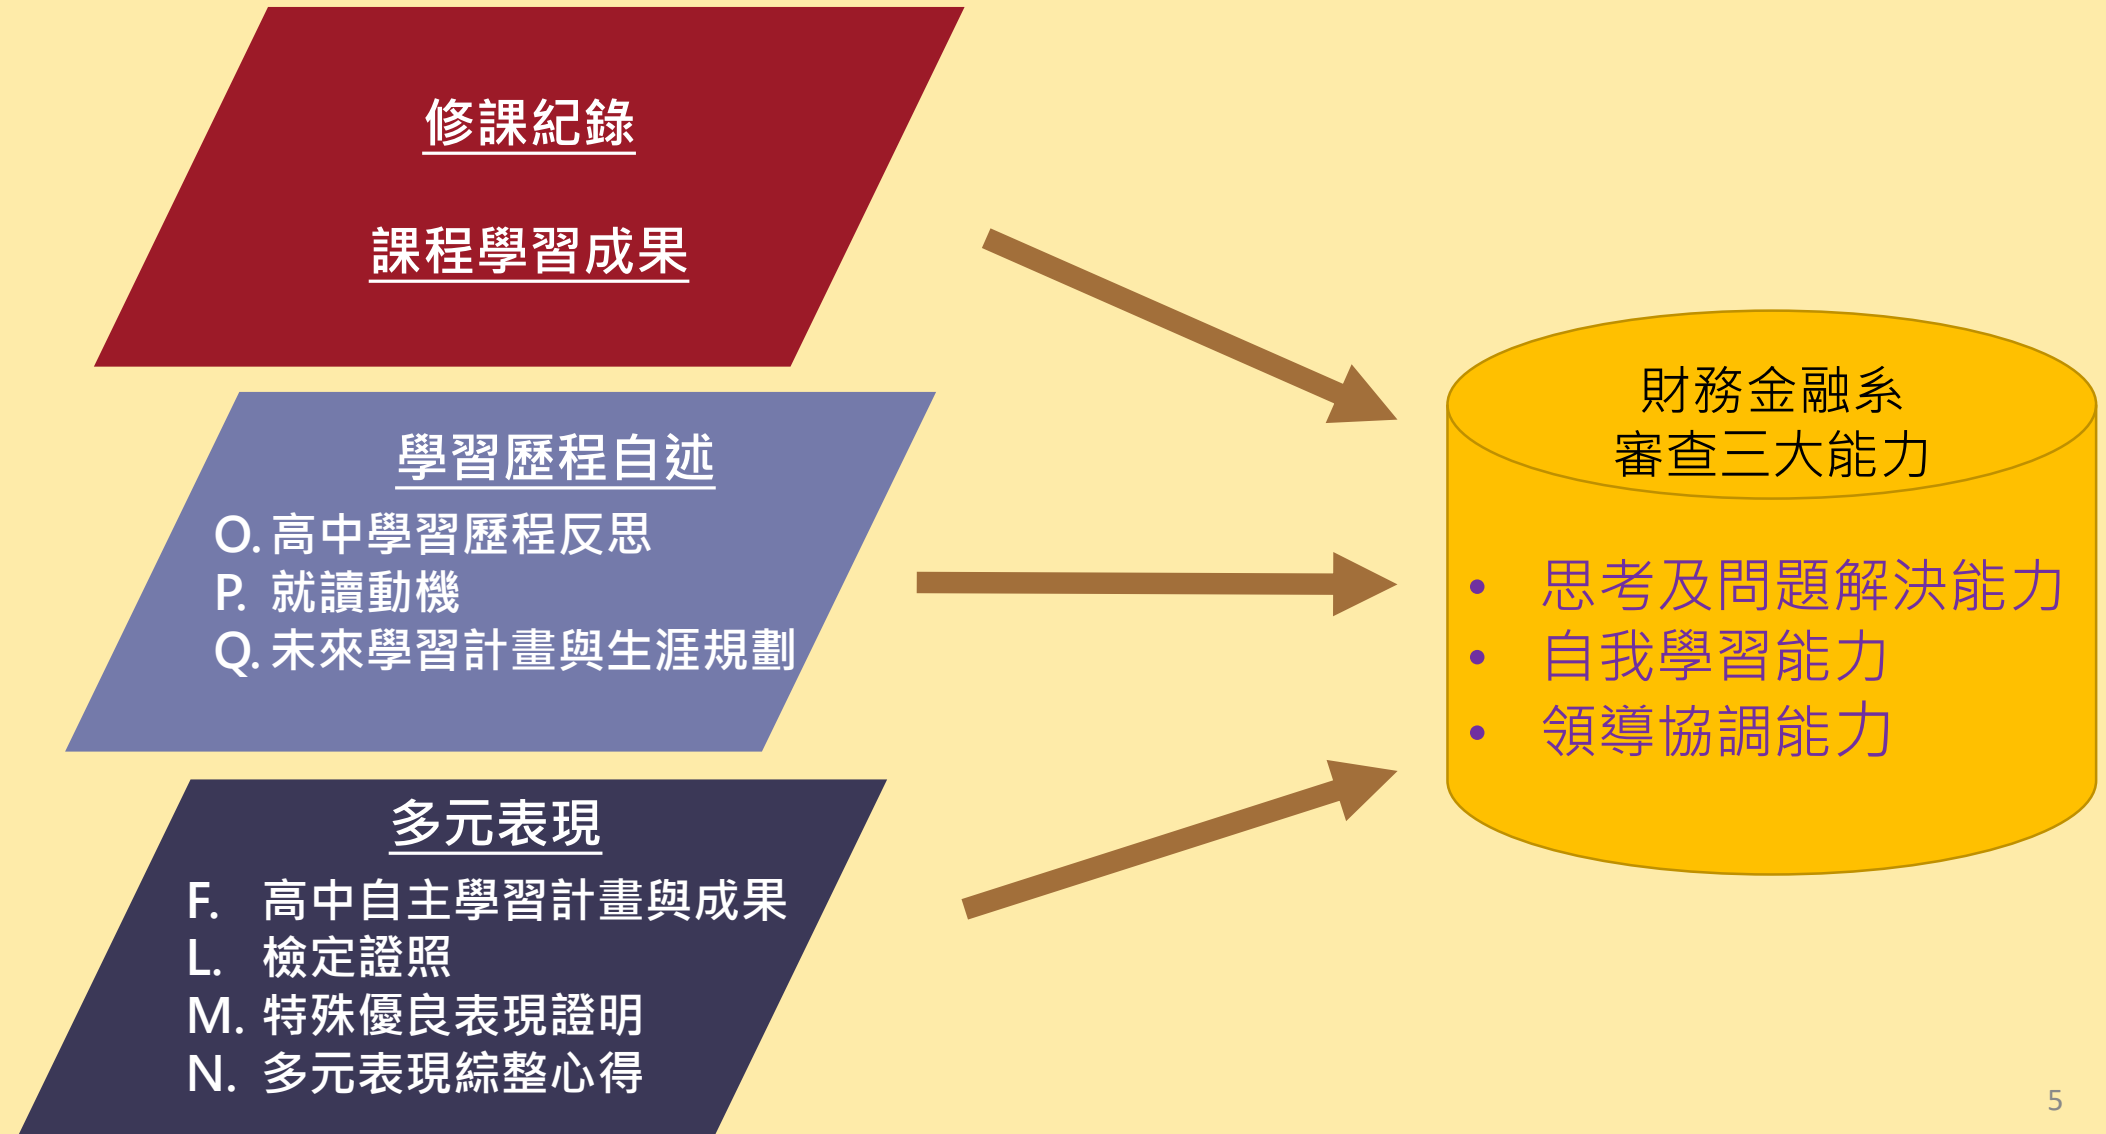 修課紀錄
課程學習成果
學習歷程自述
O. 高中學習歷程反思
P. 就讀動機
Q. 未來學習計畫與生涯規劃
多元表現
F. 高中自主學習計畫與成果
L. 檢定證照
M. 特殊優良表現證明
N. 多元表現綜整心得
財務金融系
審查三大能力
• 思考及問題解決能力
• 自我學習能力
• 領導協調能力
5